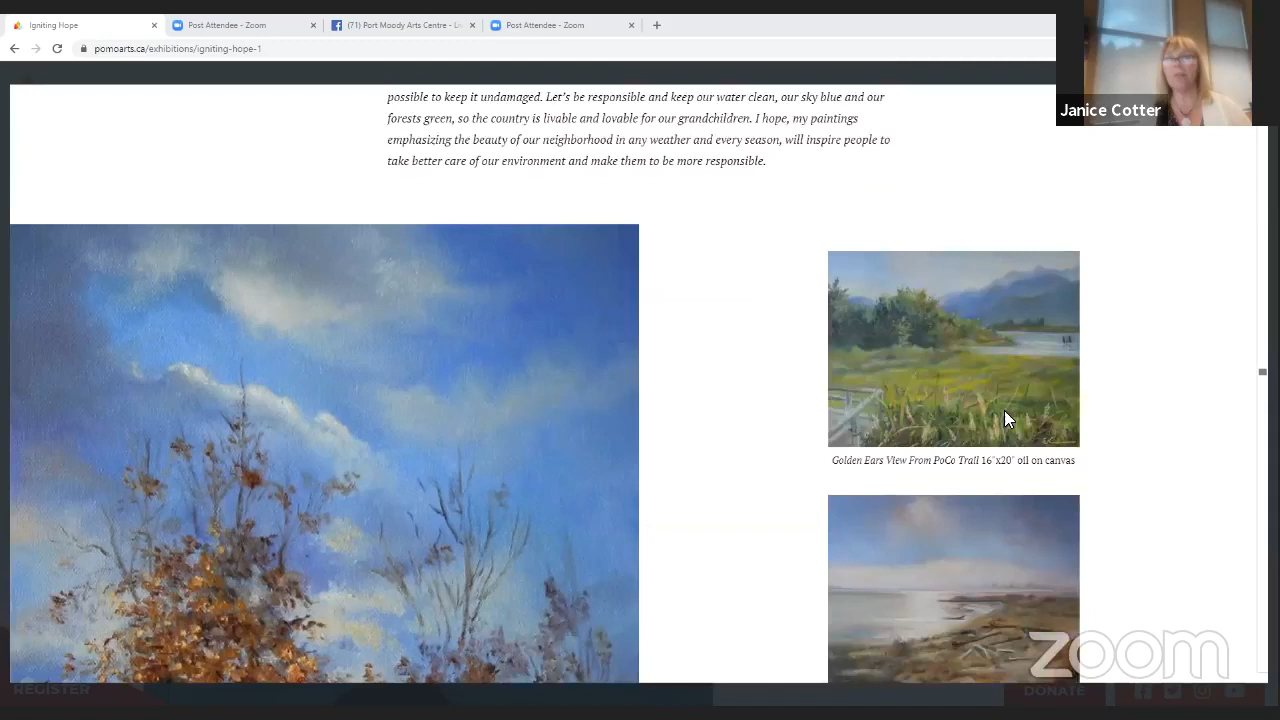 Igniting Hope
Post Attendee - Zoom
(71) Port Moody Arts Centre - Li
Post Attendee - Zoom
pomoarts.ca/exhibitions/igniting-hope-1
Janice Cotter
possible to keep it undamaged. Let's be responsible and keep our water clean, our sky blue and our
forests green, so the country is livable and lovable for our grandchildren. I hope, my paintings
emphasizing the beauty of our neighborhood in any weather and every season, will inspire people to
take better care of our environment and make them to be more responsible.
Golden Ears View From PoCo Trail 16"x20" oil on canvas
zoom
REGISTER
DONATE